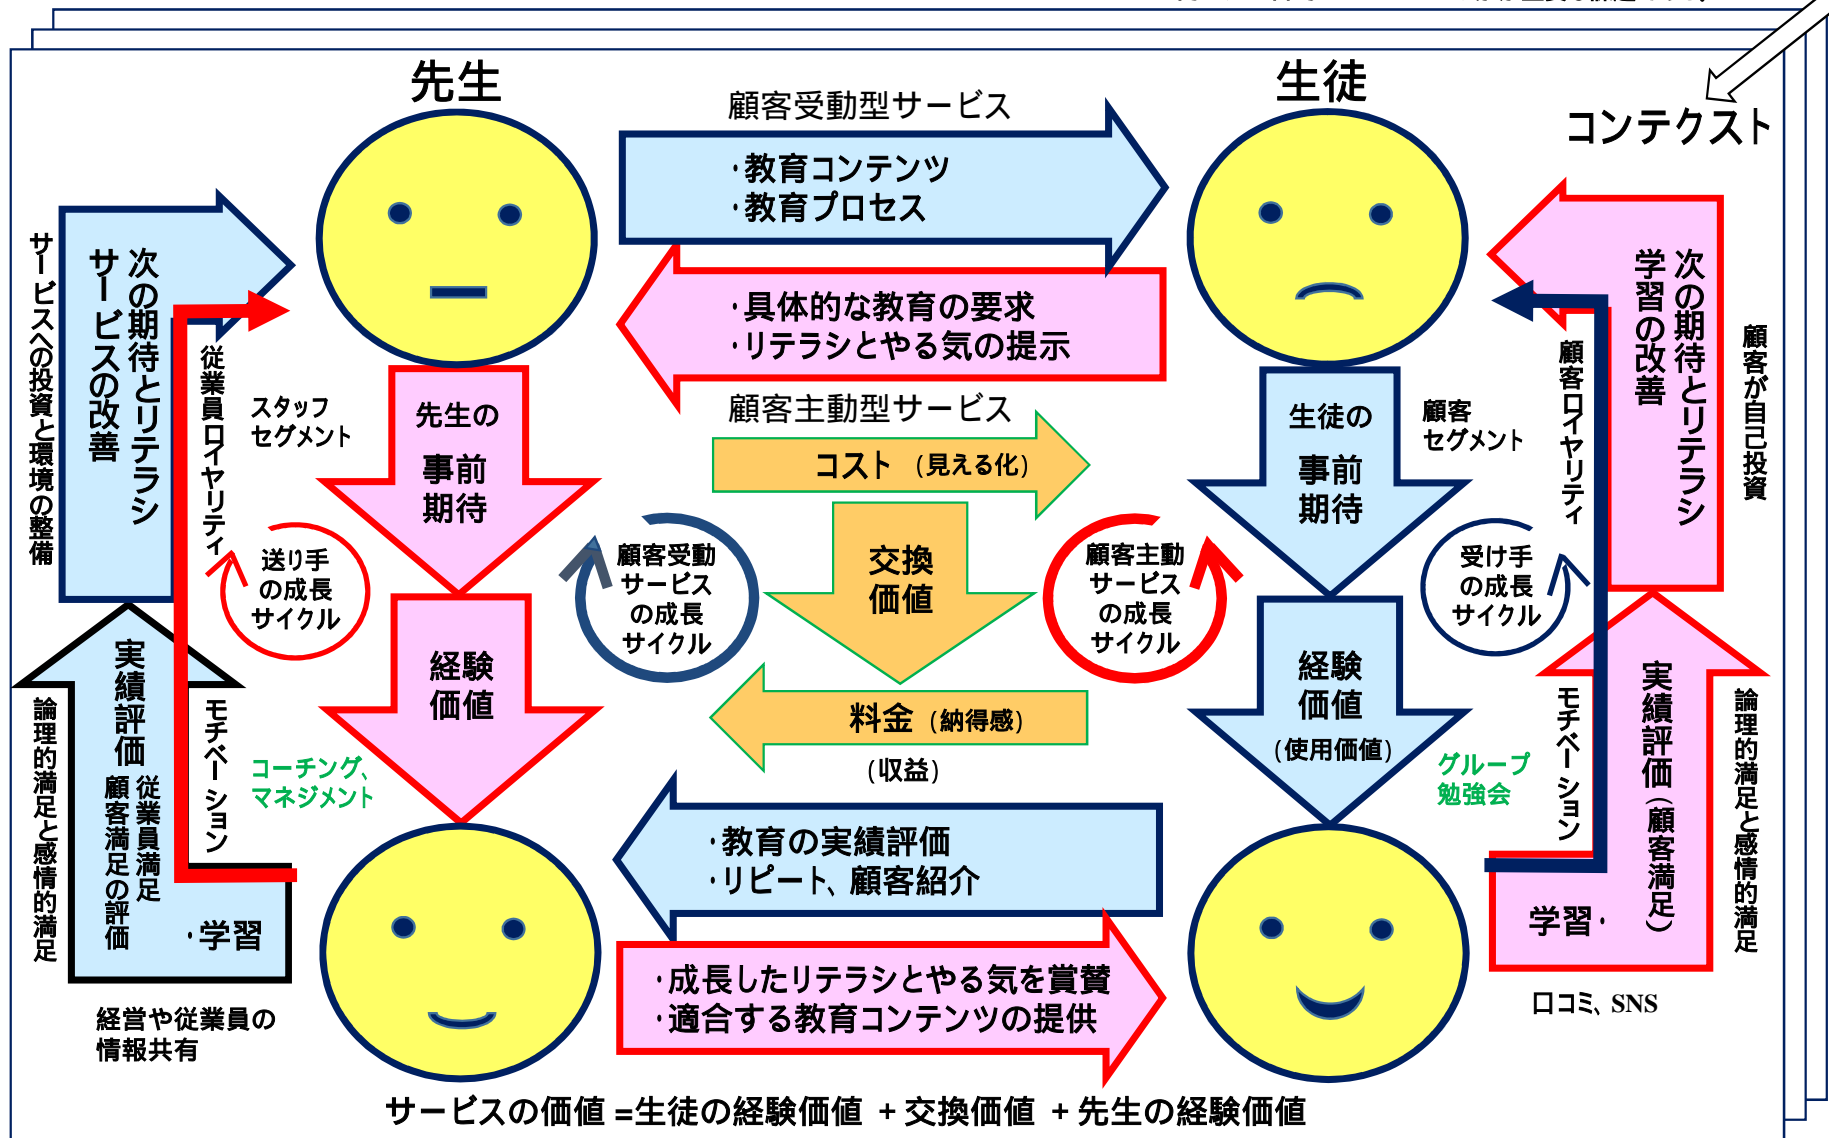 先生
生徒
コンテクスト
顧客受動型サービス
・教育コンテンツ
・教育プロセス
・具体的な教育の要求
・リテラシとやる気の提示
顧客主動型サービス
サービスへの投資と環境の整備
次の期待とリテラシ
サービスの改善
従業員ロイヤリティ
スタッフ
セグメント
先生の
事前
期待
コスト（見える化）
生徒の
事前
期待
顧客
セグメント
顧客ロイヤリティ
次の期待とリテラシ
学習の改善
顧客が自己投資
送り手
の成長
サイクル
顧客受動
サービス
の成長
サイクル
交換
価値
顧客主動
サービス
の成長
サイクル
受け手
の成長
サイクル
経験
価値
料金（納得感）
（収益）
経験
価値
（使用価値）
論理的満足と感情的満足
実績評価
従業員満足
顧客満足の評価
・学習
モチベーション
コーチング、
マネジメント
グループ
勉強会
モチベーション
実績評価（顧客満足）
学習・
論理的満足と感情的満足
・教育の実績評価
・リピート、顧客紹介
・成長したリテラシとやる気を賞賛
・適合する教育コンテンツの提供
経営や従業員の
情報共有
口コミ、SNS
サービスの価値 =生徒の経験価値 + 交換価値 + 先生の経験価値